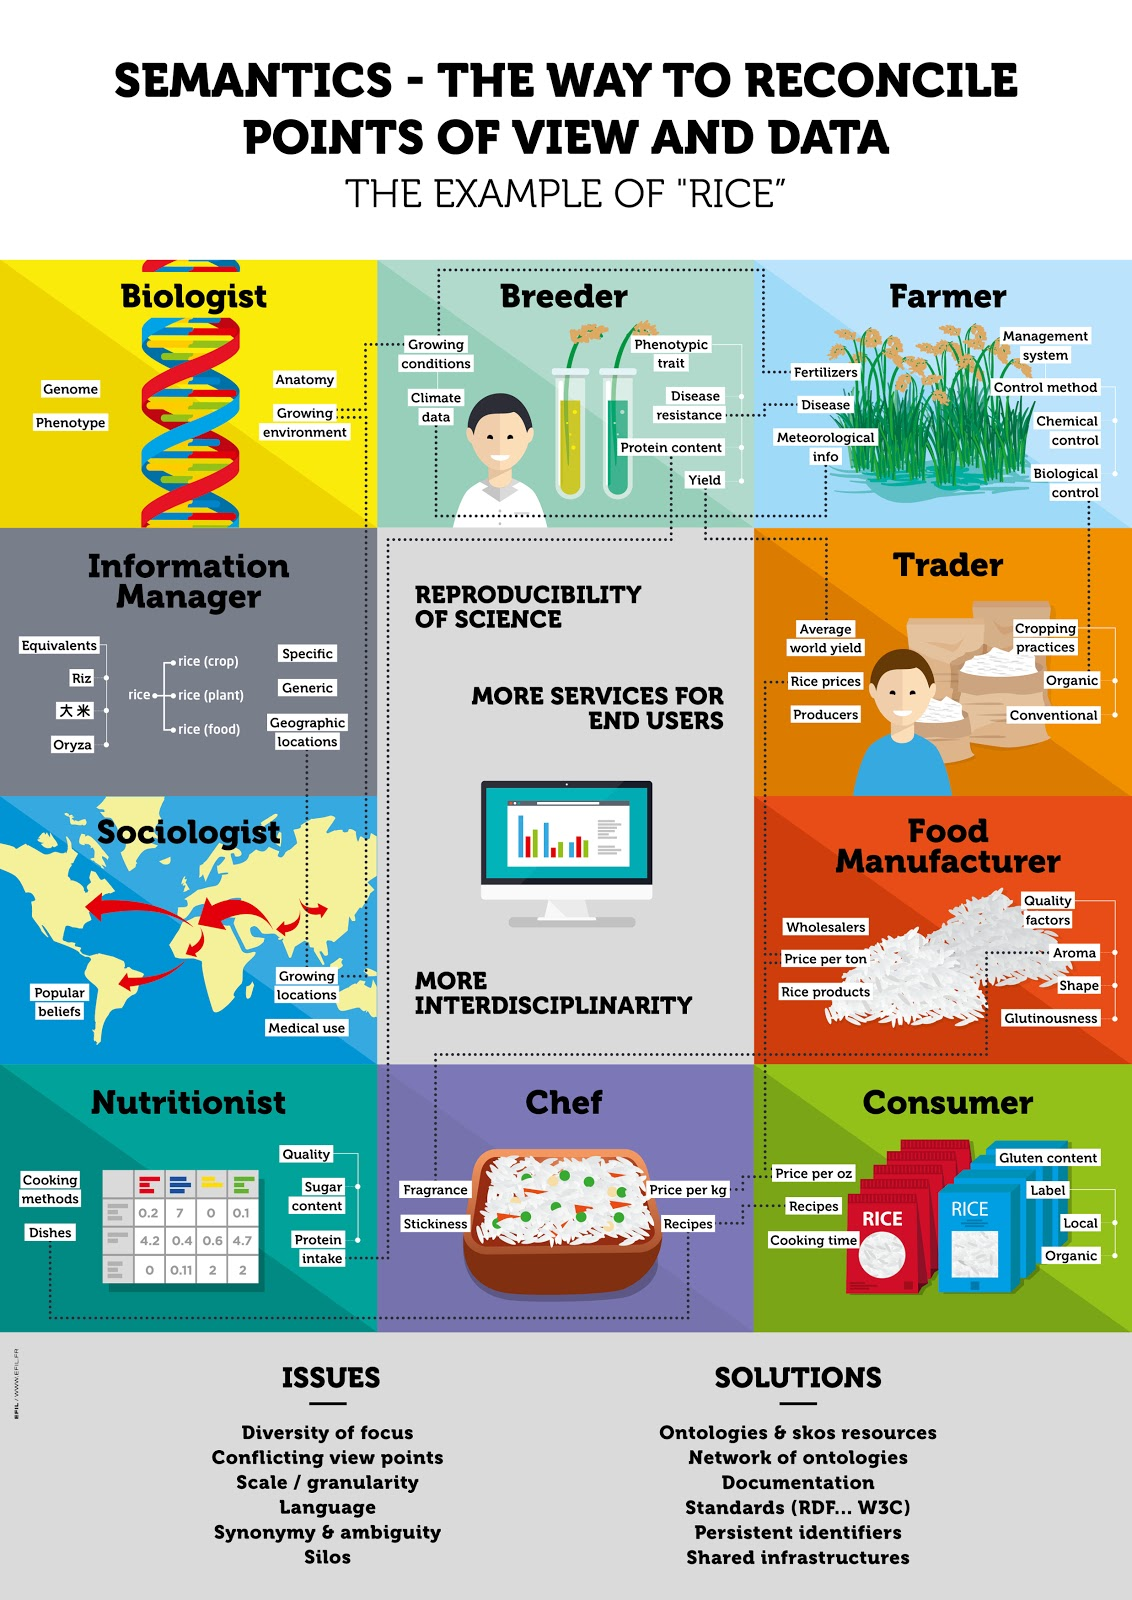 SEMANTICS - THE WAY TO RECONCILE
POINTS OF VIEW AND DATA
THE EXAMPLE OF "RICE”
Biologist
Genome
Phenotype
Anatomy
Growing
environment
Breeder
Growing
conditions
Climate
data
Phenotypic
trait
Disease
resistance
Protein content
Yield
Farmer
Fertilizers
Disease
Meteorological
info
Management
system
Control method
Chemical
control
Biological
control
Information
Manager
Equivalents
Riz
大米
Oryza
rice
rice (crop)
rice (plant)
rice (food)
Specific
Generic
Geographic
locations
REPRODUCIBILITY
OF SCIENCE
MORE SERVICES FOR
END USERS
MORE
INTERDISCIPLINARITY
Trader
Average
world yield
Rice prices
Producers
Cropping
practices
Organic
Conventional
Sociologist
Popular
beliefs
Growing
locations
Medical use
Food
Manufacturer
Wholesalers
Price per ton
Rice products
Quality
factors
Aroma
Shape
Glutinousness
Nutritionist
Cooking
methods
Dishes
0.2 7 0 0.1
4.2 0.4 0.6 4.7
0 0.11 2 2
Quality
Sugar
content
Protein
intake
Chef
Fragrance
Stickiness
Price per kg
Recipes
Consumer
Price per oz
Recipes
Cooking time
RICE
RICE
Gluten content
Label
Local
Organic
EFIL / WWW.EFIL.FR
ISSUES
Diversity of focus
Conflicting view points
Scale / granularity
Language
Synonymy & ambiguity
Silos
SOLUTIONS
Ontologies & skos resources
Network of ontologies
Documentation
Standards (RDF... W3C)
Persistent identifiers
Shared infrastructures